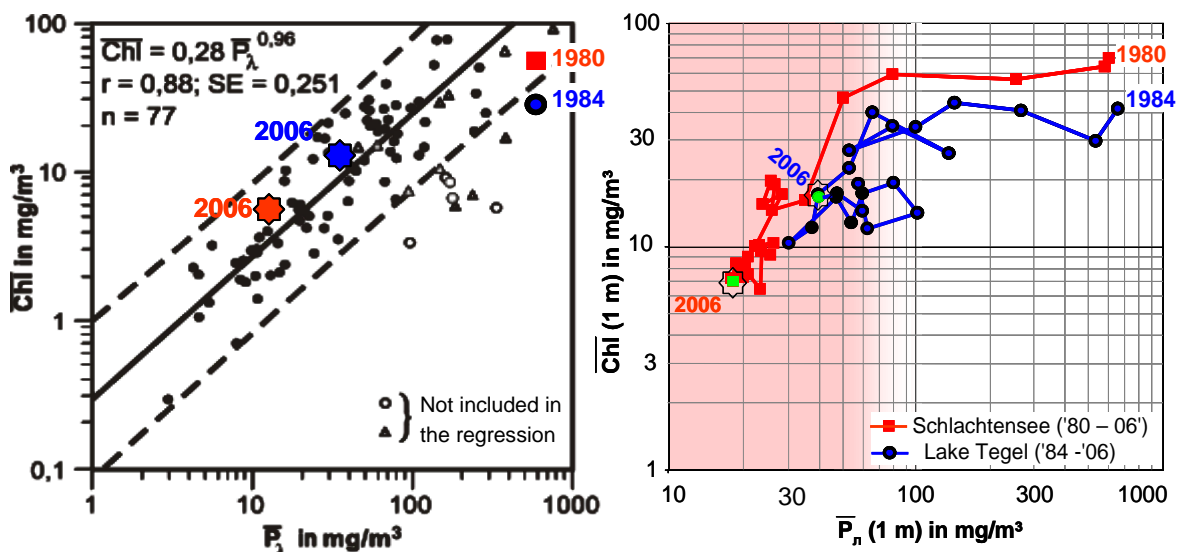 100
Chl = 0,28 P̅λ^0,96
r = 0,88; SE = 0,251
n = 77
1980
1984
2006
2006
10
1
0,1
Chl in mg/m³
Not included in
the regression
1
10
100
1000
P̅λ in mg/m³
100
30
10
3
1
Chl (1 m) in mg/m³
1980
1984
2006
2006
Schlachtensee ('80 – 06')
Lake Tegel ('84 -'06)
10
30
100
300
1000
P̅л (1 m) in mg/m³